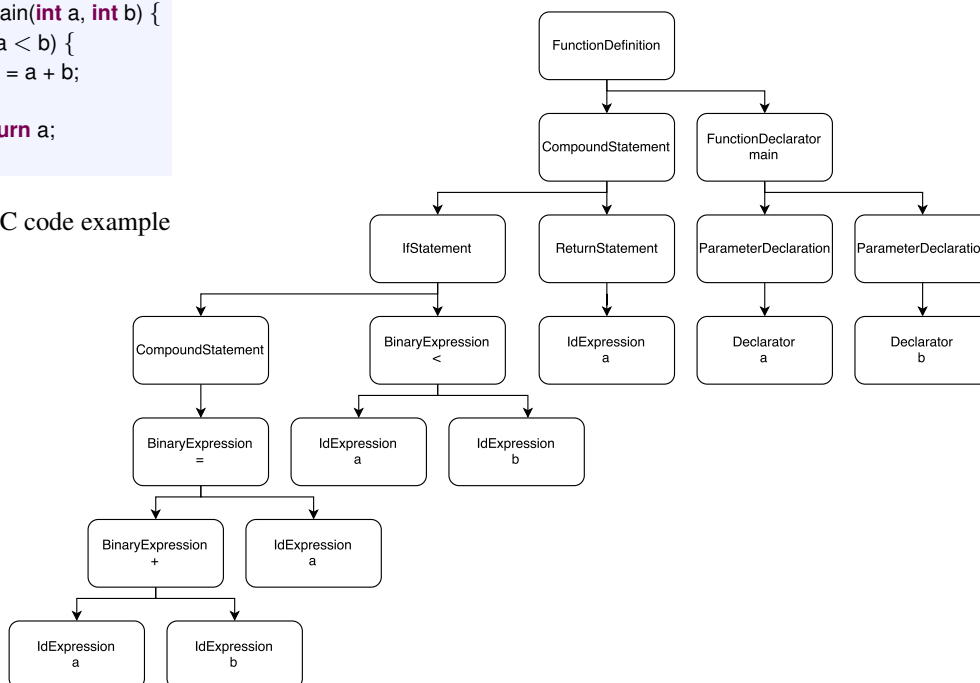 ain(int a, int b) {
a < b) {
= a + b;
urn a;
C code example
FunctionDefinition
CompoundStatement
FunctionDeclarator
main
IfStatement
ReturnStatement
ParameterDeclaration
ParameterDeclaratio
CompoundStatement
BinaryExpression
<
IdExpression
a
Declarator
a
Declarator
b
BinaryExpression
=
IdExpression
a
IdExpression
b
BinaryExpression
+
IdExpression
a
IdExpression
a
IdExpression
b